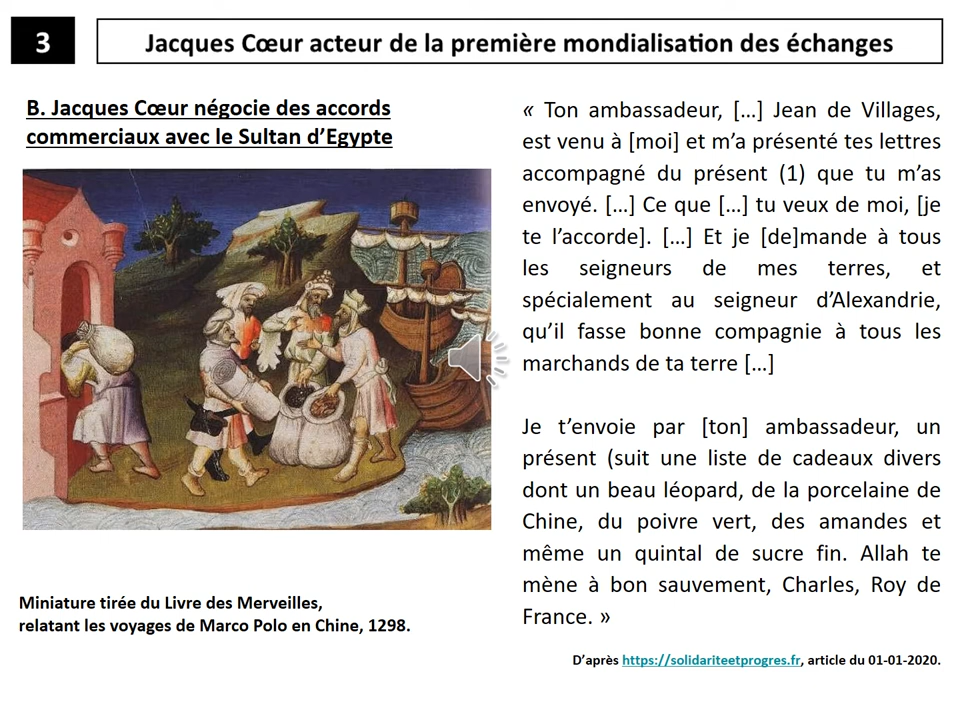 3
Jacques Cœur acteur de la première mondialisation des échanges
B. Jacques Cœur négocie des accords
commerciaux avec le Sultan d’Egypte
« Ton ambassadeur, […] Jean de Villages,
est venu à [moi] et m’a présenté tes lettres
accompagné du présent (1) que tu m’as
envoyé. […] Ce que […] tu veux de moi, [je
te l’accorde]. […] Et je [de]mande à tous
les seigneurs de mes terres, et
spécialement au seigneur d’Alexandrie,
qu’il fasse bonne compagnie à tous les
marchands de ta terre […]
Je t’envoie par [ton] ambassadeur, un
présent (suit une liste de cadeaux divers
dont un beau léopard, de la porcelaine de
Chine, du poivre vert, des amandes et
même un quintal de sucre fin. Allah te
mène à bon sauvement, Charles, Roy de
France. »
Miniature tirée du Livre des Merveilles,
relatant les voyages de Marco Polo en Chine, 1298.
D’après https://solidariteetprogres.fr, article du 01-01-2020.